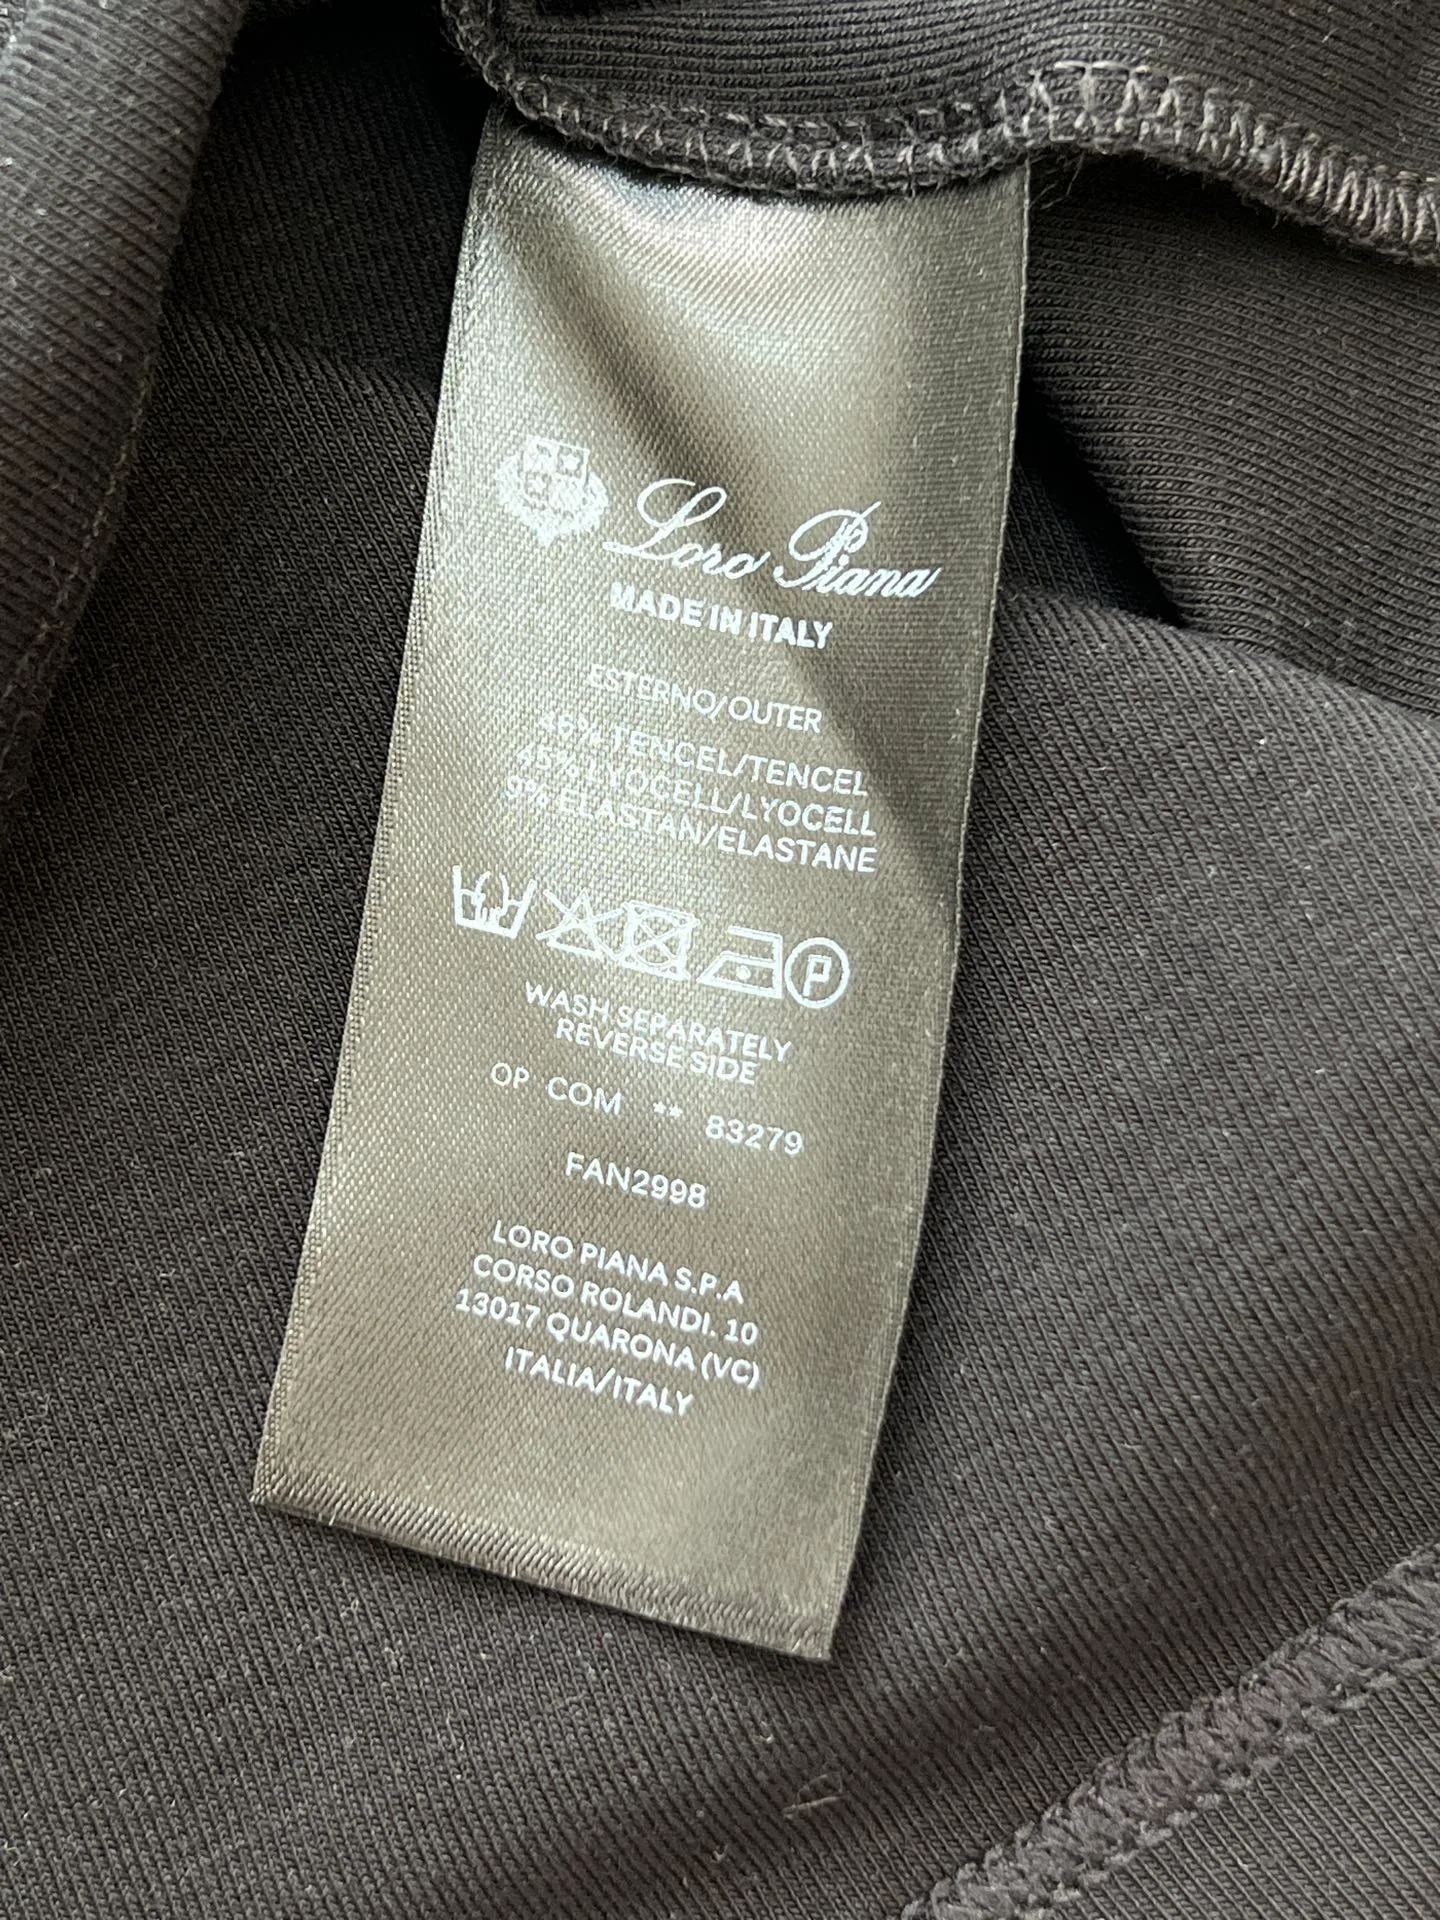 Loro Piana
MADE IN ITALY
ESTERNO/OUTER
46% TENCEL/TENCEL
45% LYOCELL/LYOCELL
9% ELASTAN/ELASTANE
P
WASH SEPARATELY
REVERSE SIDE
OP COM ** 83279
FAN2998
LORO PIANA S.P.A
CORSO ROLANDI. 10
13017 QUARONA (VC)
ITALIA/ITALY